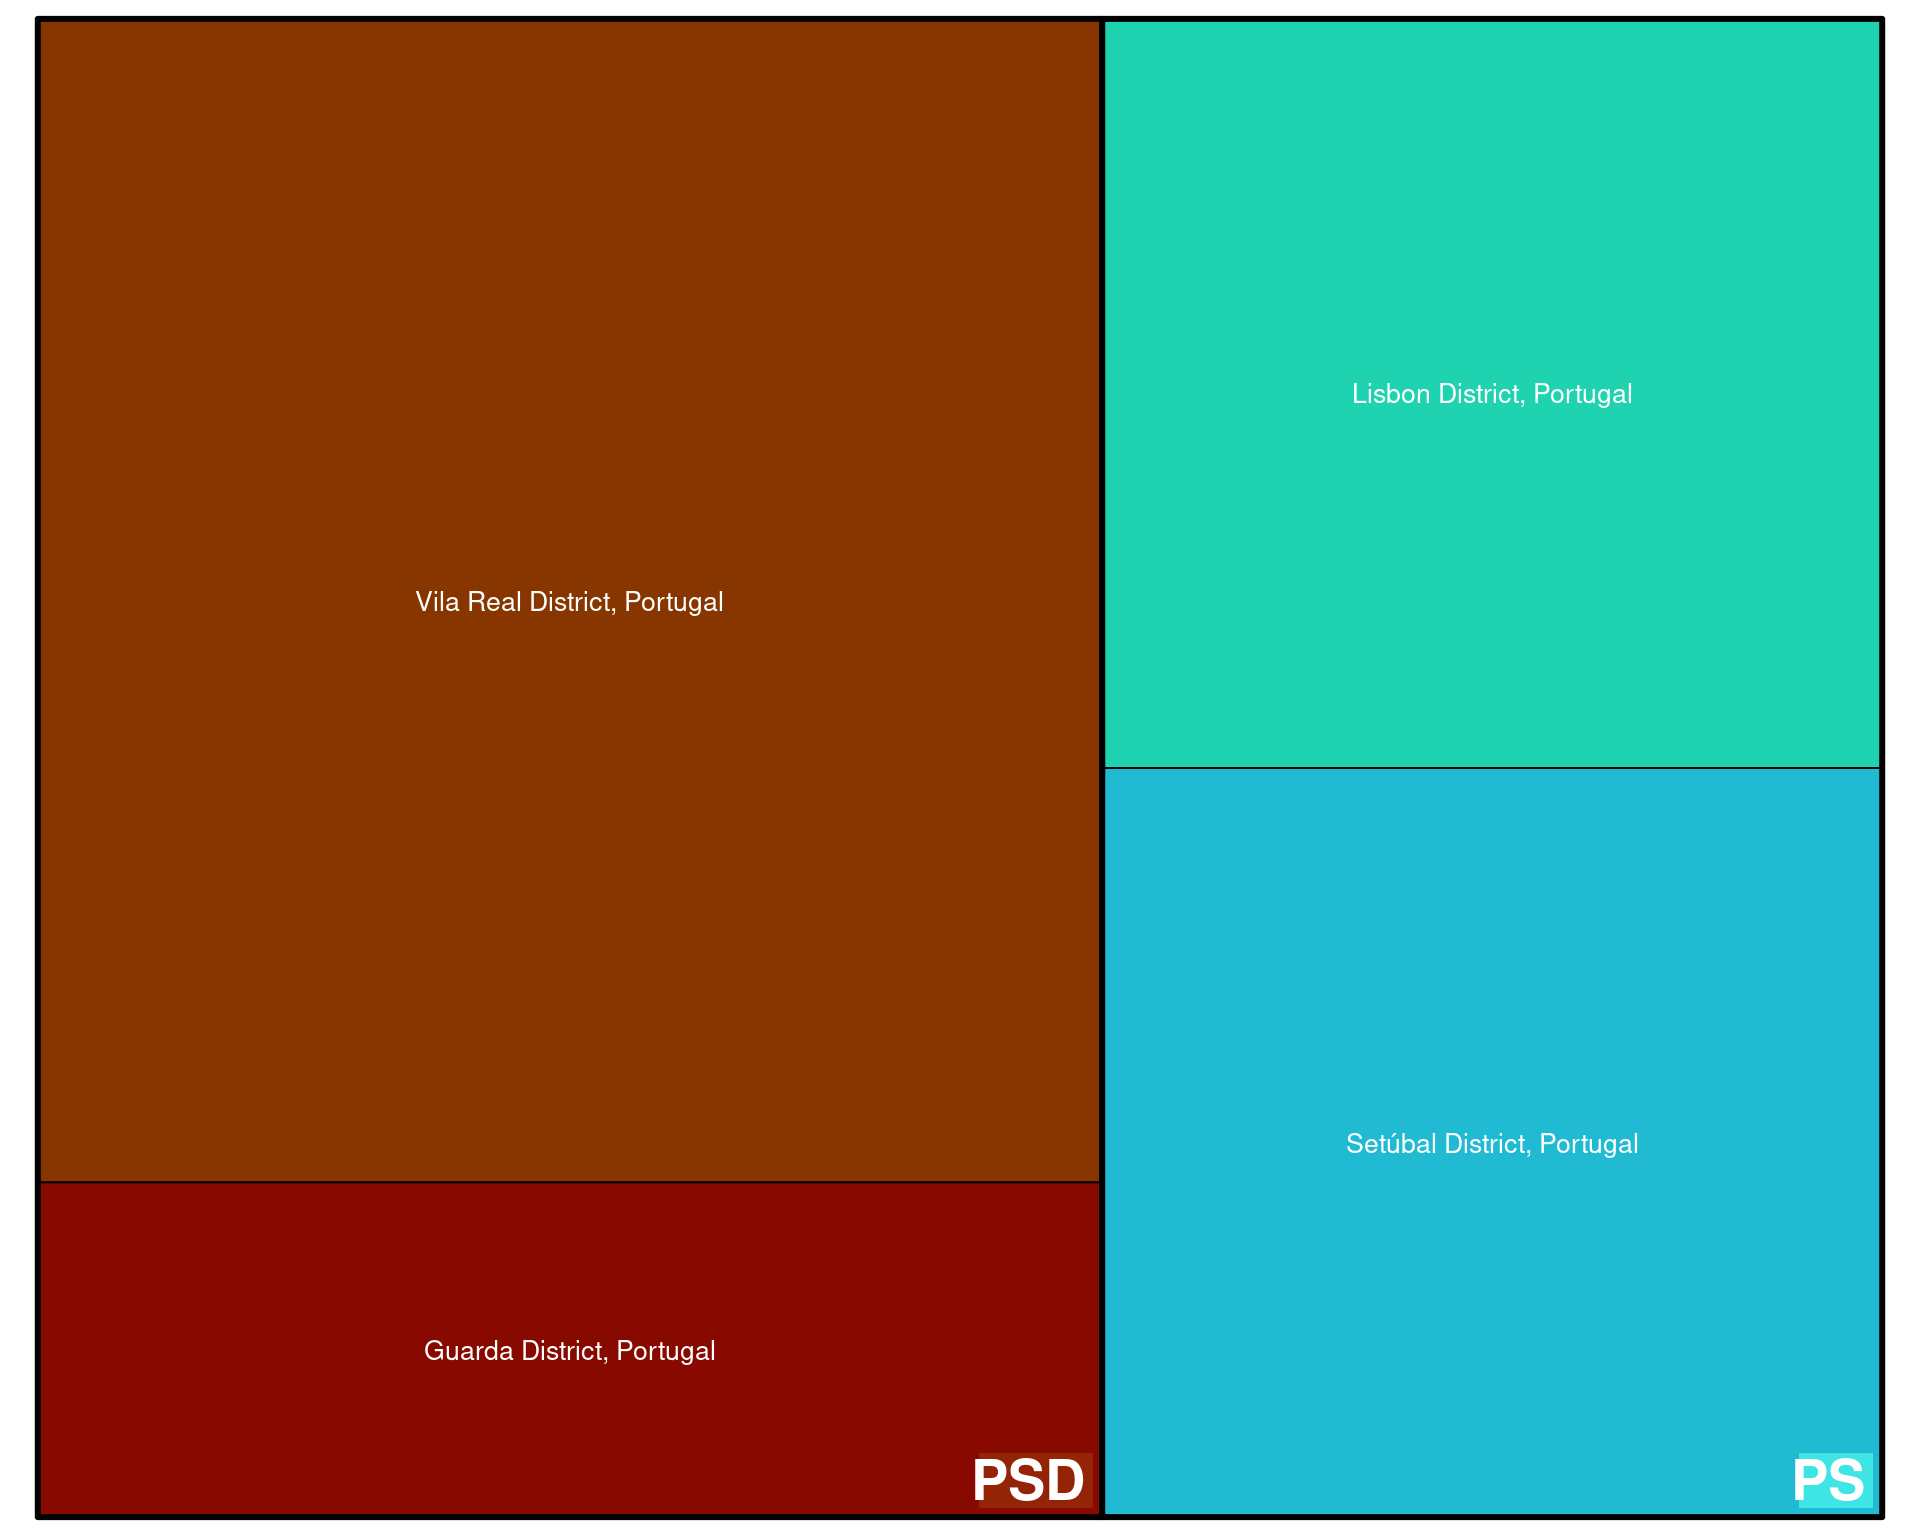 Vila Real District, Portugal
Guarda District, Portugal
PSD
Lisbon District, Portugal
Setúbal District, Portugal
PS